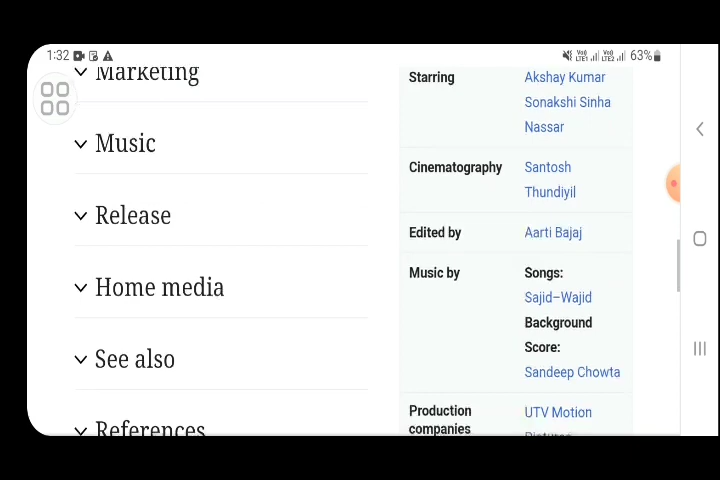 1:32
63%
Marketing
Music
Release
Home media
See also
References
Starring
Akshay Kumar
Sonakshi Sinha
Nassar
Cinematography
Santosh
Thundiyil
Edited by
Aarti Bajaj
Music by
Songs:
Sajid–Wajid
Background
Score:
Sandeep Chowta
Production
companies
UTV Motion
Pictures